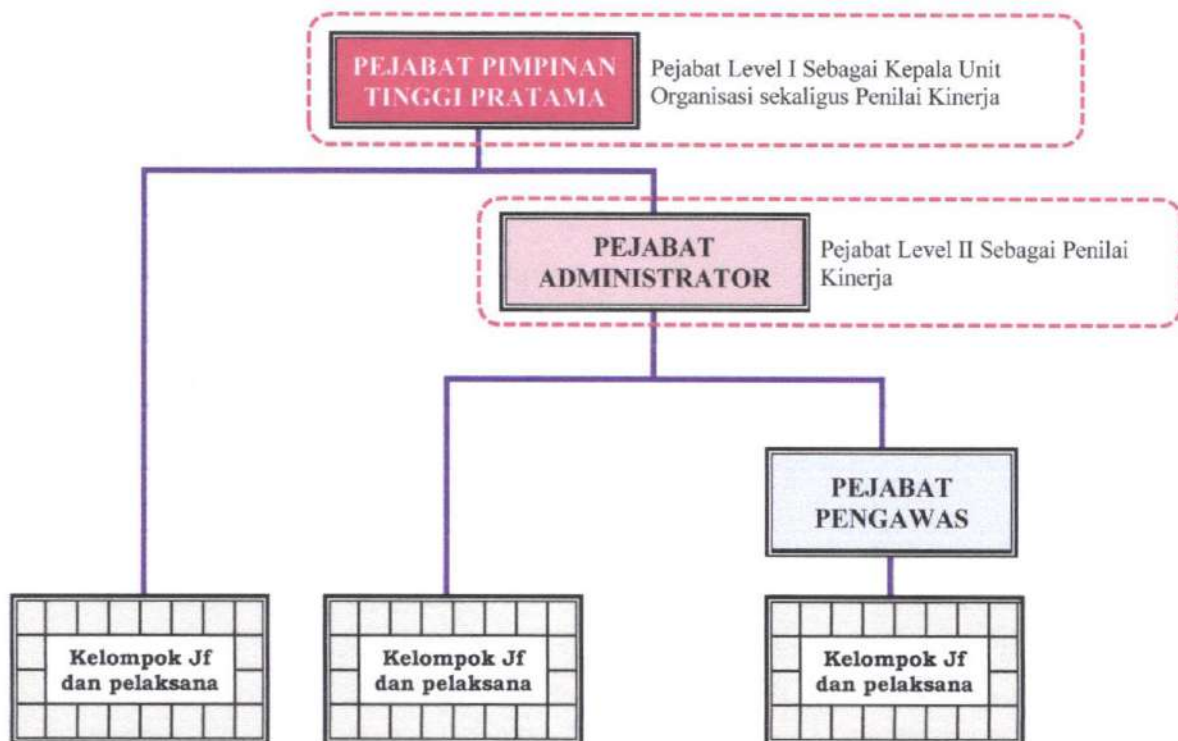 PEJABAT PIMPINAN
TINGGI PRATAMA
Pejabat Level I Sebagai Kepala Unit
Organisasi sekaligus Penilai Kinerja
PEJABAT
ADMINISTRATOR
Pejabat Level II Sebagai Penilai
Kinerja
PEJABAT
PENGAWAS
Kelompok Jf
dan pelaksana
Kelompok Jf
dan pelaksana
Kelompok Jf
dan pelaksana